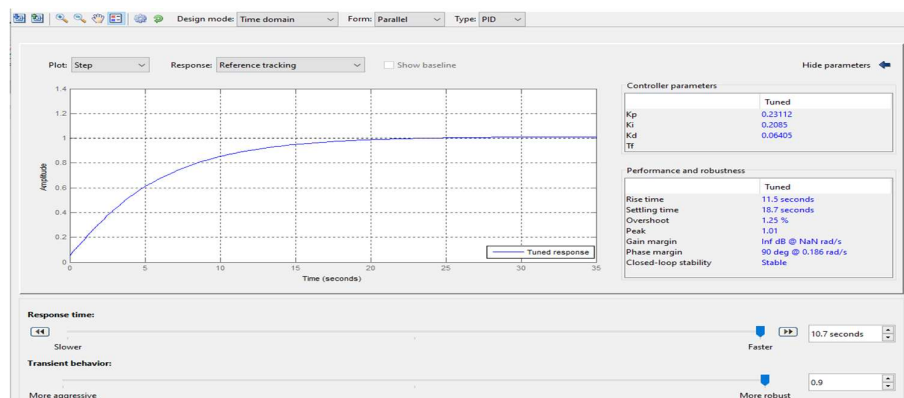 Design mode: Time domain Form: Parallel Type: PID
Plot: Step Response: Reference tracking Show baseline Hide parameters
Controller parameters
Tuned
Kp 0.23112
Ki 0.2085
Kd 0.06405
Tf
Performance and robustness
Tuned
Rise time 11.5 seconds
Settling time 18.7 seconds
Overshoot 1.25 %
Peak 1.01
Gain margin Inf dB @ NaN rad/s
Phase margin 90 deg @ 0.186 rad/s
Closed-loop stability Stable
1.4
1.2
1
0.8
0.6
0.4
0.2
0
Amplitude
Tuned response
0 5 10 15 20 25 30 35
Time (seconds)
Response time:
10.7 seconds
Slower Faster
Transient behavior:
0.9
More aggressive More robust